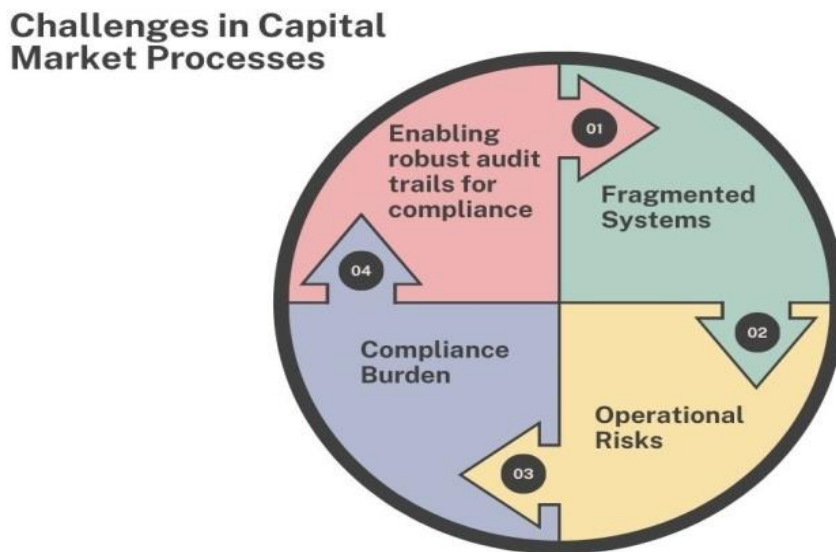 Challenges in Capital
Market Processes
Enabling
robust audit
trails for
compliance
01
Fragmented
Systems
02
Operational
Risks
03
Compliance
Burden
04